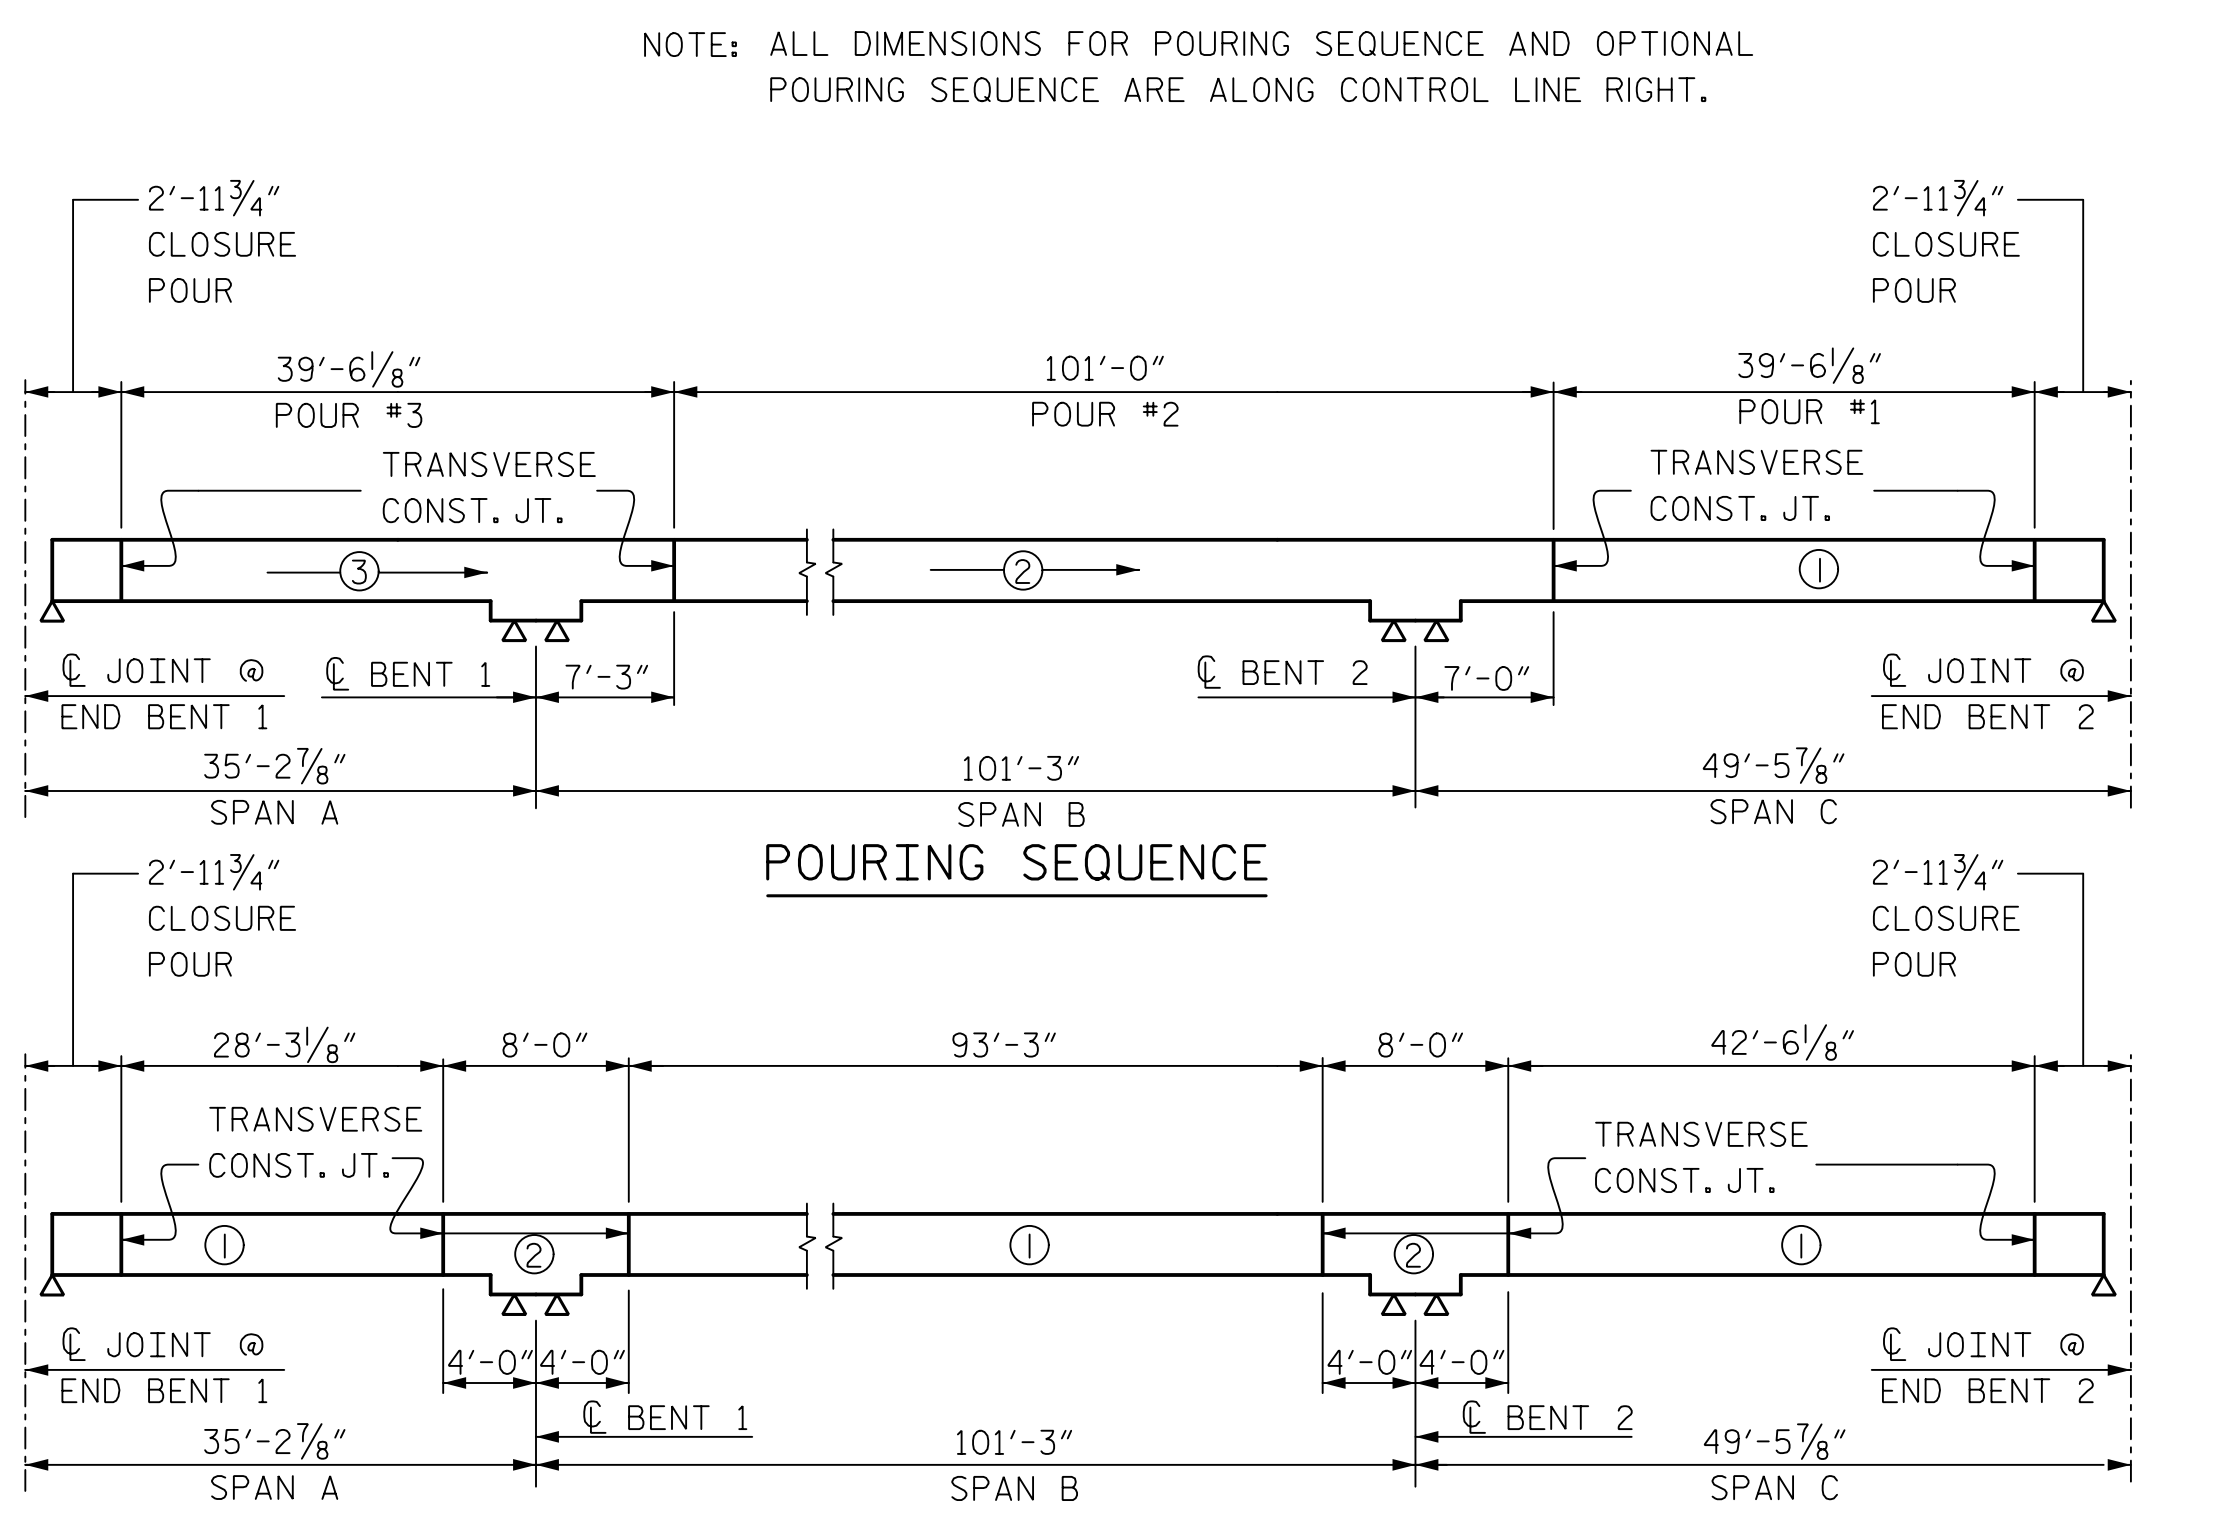 NOTE: ALL DIMENSIONS FOR POURING SEQUENCE AND OPTIONAL
POURING SEQUENCE ARE ALONG CONTROL LINE RIGHT.
2'-11¾"
CLOSURE
POUR
2'-11¾"
CLOSURE
POUR
39'-6⅛"
POUR #3
101'-0"
POUR #2
39'-6⅛"
POUR #1
TRANSVERSE
CONST. JT.
TRANSVERSE
CONST. JT.
3
2
1
℄ JOINT @
END BENT 1
℄ BENT 1
7'-3"
℄ BENT 2
7'-0"
℄ JOINT @
END BENT 2
35'-2⅞"
SPAN A
101'-3"
SPAN B
49'-5⅞"
SPAN C
POURING SEQUENCE
2'-11¾"
CLOSURE
POUR
2'-11¾"
CLOSURE
POUR
28'-3⅛"
8'-0"
93'-3"
8'-0"
42'-6⅛"
TRANSVERSE
CONST. JT.
TRANSVERSE
CONST. JT.
1
2
1
2
1
℄ JOINT @
END BENT 1
4'-0"
4'-0"
4'-0"
4'-0"
℄ JOINT @
END BENT 2
℄ BENT 1
℄ BENT 2
35'-2⅞"
SPAN A
101'-3"
SPAN B
49'-5⅞"
SPAN C